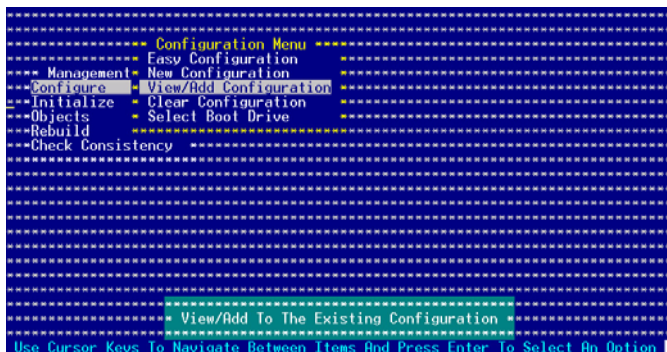 Configuration Menu
Easy Configuration
Management New Configuration
Configure View/Add Configuration
Initialize Clear Configuration
Objects Select Boot Drive
Rebuild
Check Consistency
View/Add To The Existing Configuration
Use Cursor Keys To Navigate Between Items And Press Enter To Select An Option